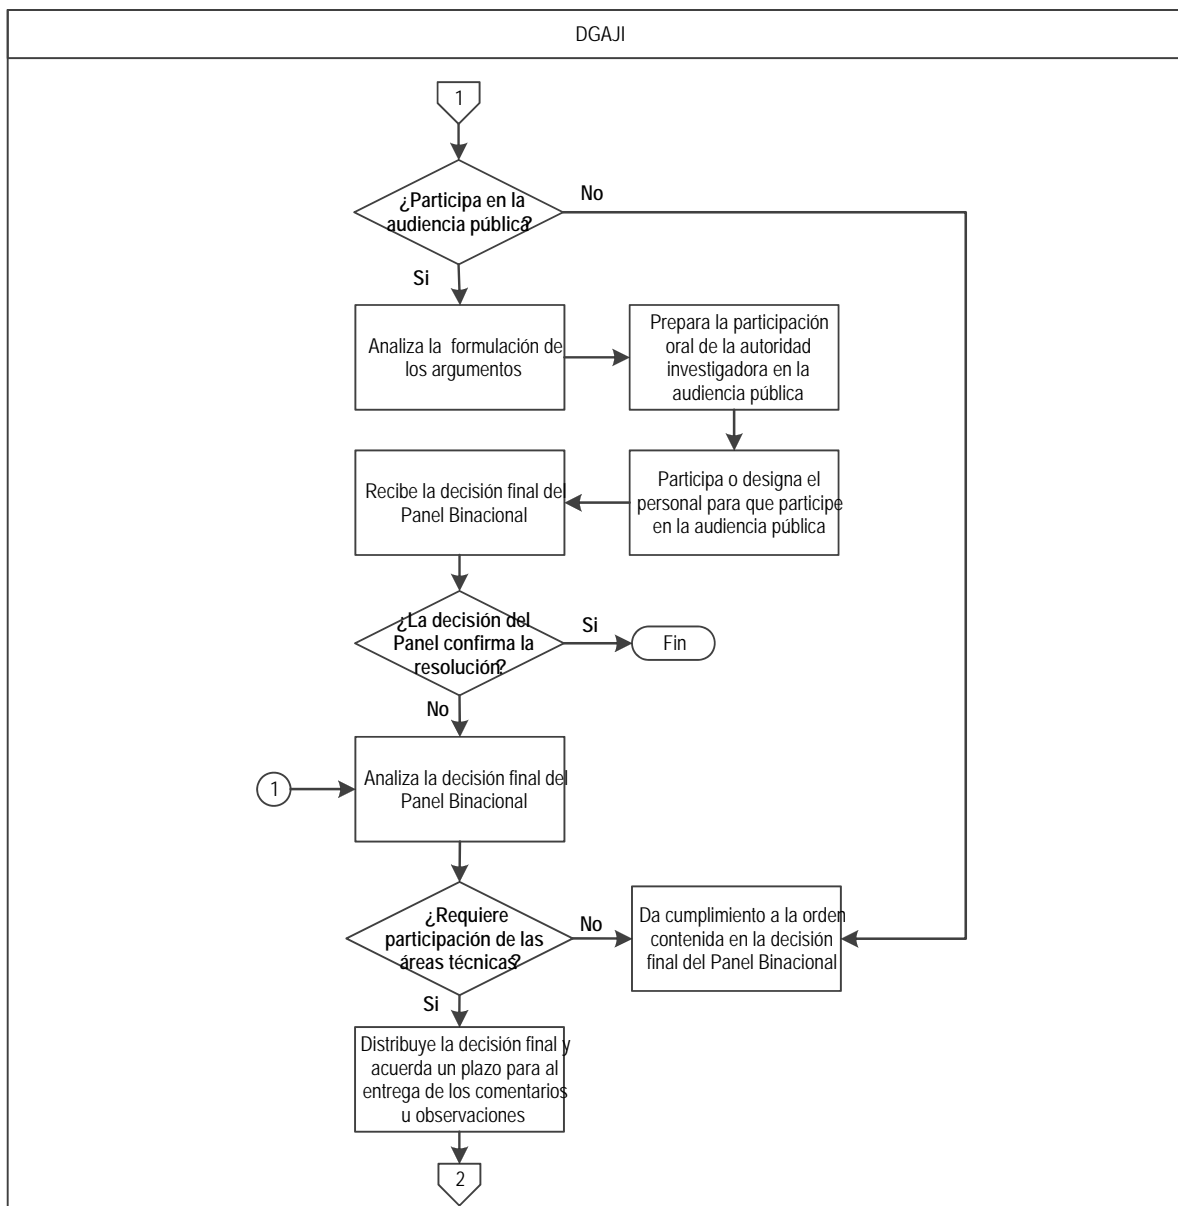 DGAJI
1
¿Participa en la
audiencia pública?
No
Si
Analiza la formulación de
los argumentos
Prepara la participación
oral de la autoridad
investigadora en la
audiencia pública
Recibe la decisión final del
Panel Binacional
Participa o designa el
personal para que participe
en la audiencia pública
¿La decisión del
Panel confirma la
resolución?
Si
Fin
No
1
Analiza la decisión final del
Panel Binacional
¿Requiere
participación de las
áreas técnicas?
No
Da cumplimiento a la orden
contenida en la decisión
final del Panel Binacional
Si
Distribuye la decisión final y
acuerda un plazo para al
entrega de los comentarios
u observaciones
2